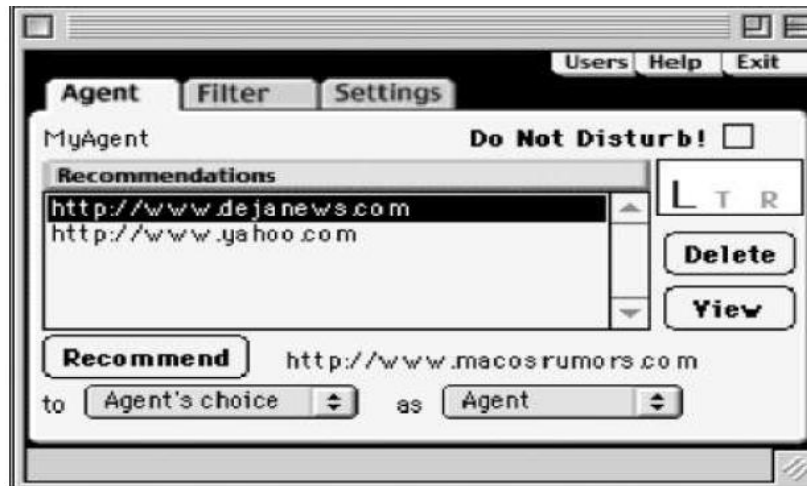 Users Help Exit
Agent Filter Settings
MyAgent Do Not Disturb!
Recommendations
http://www.dejanews.com
http://www.yahoo.com
L T R
Delete
View
Recommend http://www.macosrumors.com
to Agent's choice as Agent